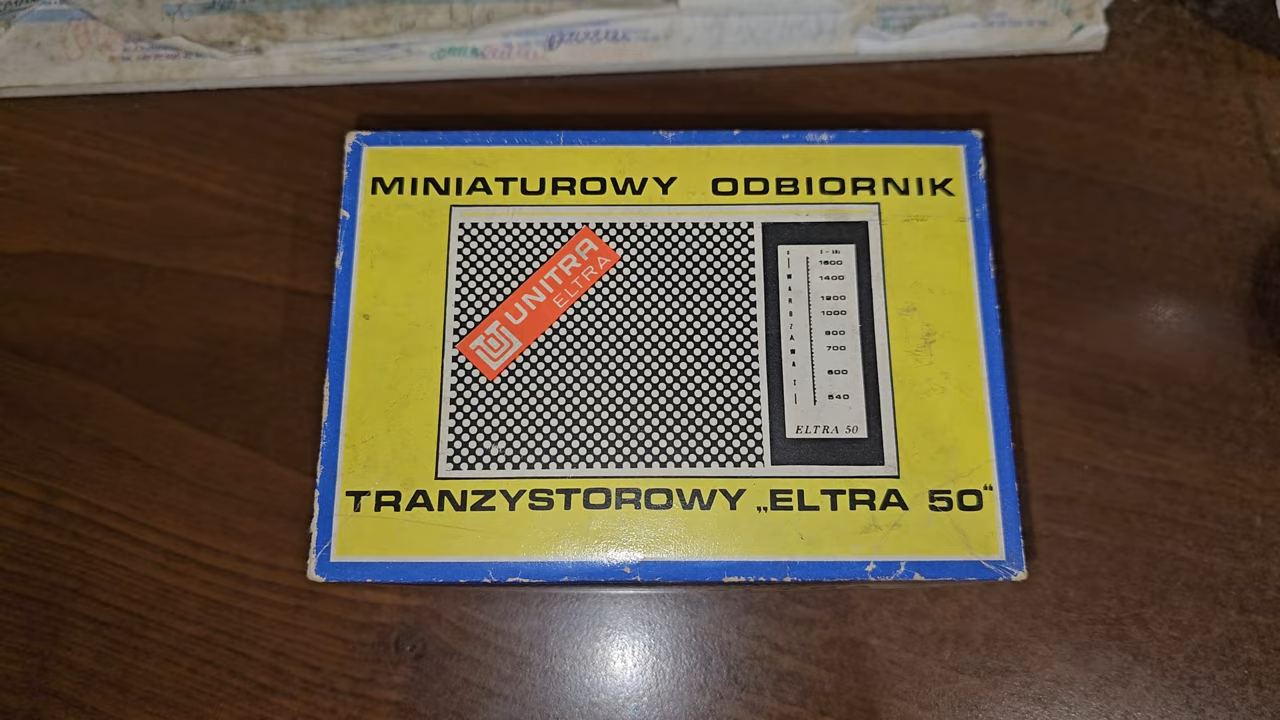 MINIATUROWY ODBIORNIK
UNITRA
ELTRA
WARSZAWA I
1600
1400
1200
1000
800
700
600
540
ELTRA 50
TRANZYSTOROWY „ELTRA 50“